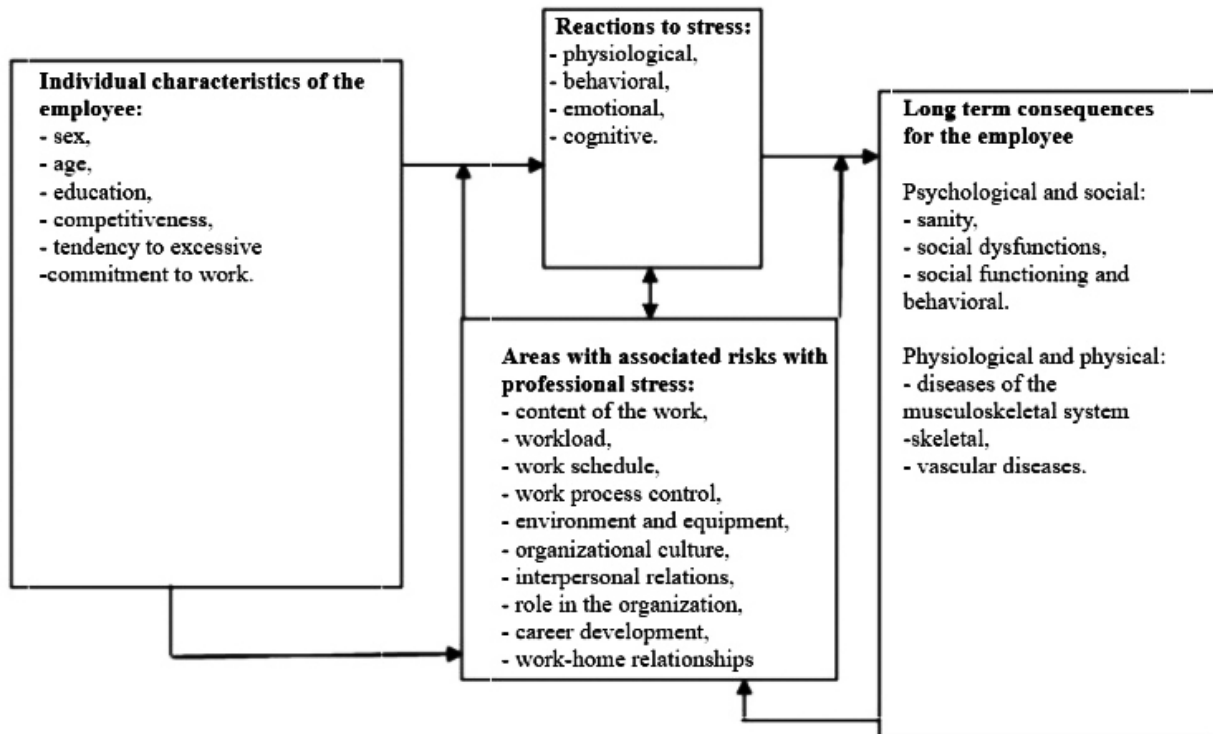 Individual characteristics of the
employee:
- sex,
- age,
- education,
- competitiveness,
- tendency to excessive
-commitment to work.
Reactions to stress:
- physiological,
- behavioral,
- emotional,
- cognitive.
Areas with associated risks with
professional stress:
- content of the work,
- workload,
- work schedule,
- work process control,
- environment and equipment,
- organizational culture,
- interpersonal relations,
- role in the organization,
- career development,
- work-home relationships
Long term consequences
for the employee
Psychological and social:
- sanity,
- social dysfunctions,
- social functioning and
behavioral.
Physiological and physical:
- diseases of the
musculoskeletal system
-skeletal,
- vascular diseases.